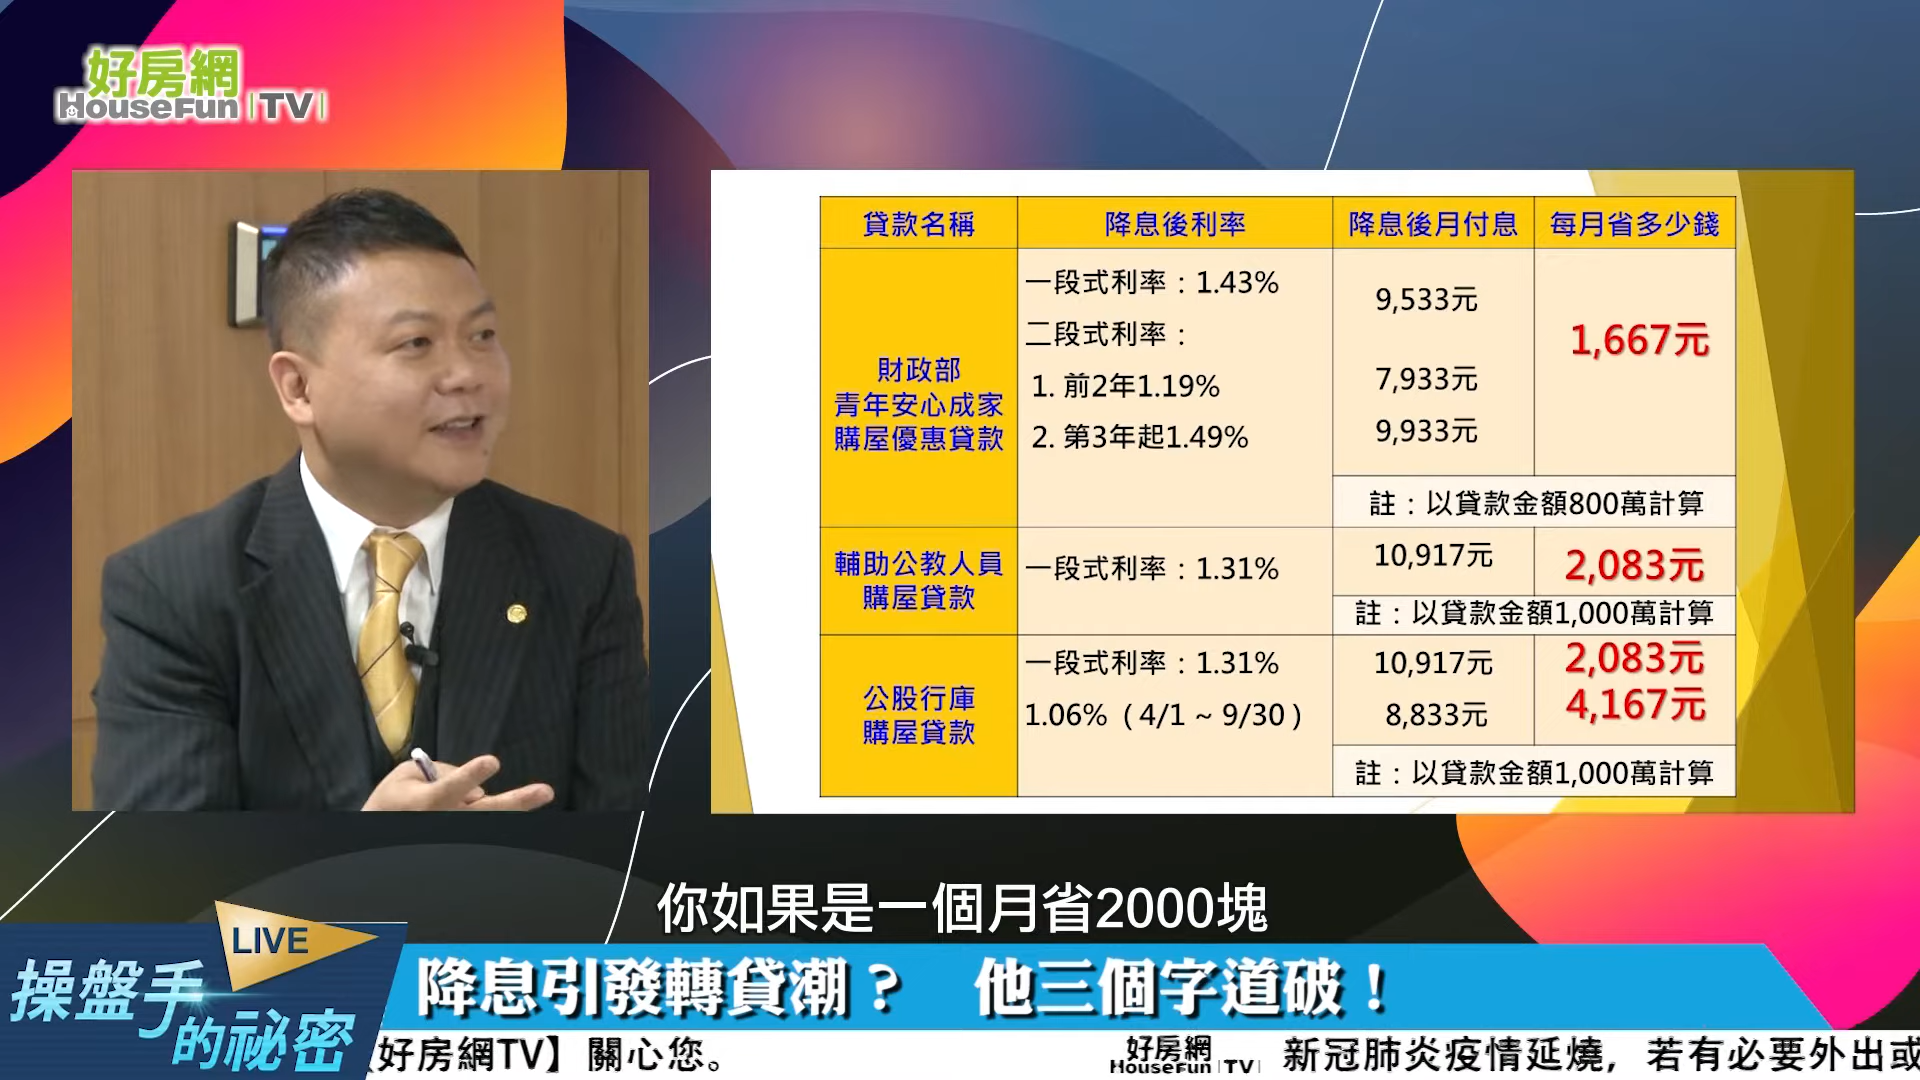 好房網
HouseFun TV
貸款名稱 降息後利率 降息後月付息 每月省多少錢
財政部
青年安心成家
購屋優惠貸款
一段式利率：1.43%
二段式利率：
1. 前2年1.19%
2. 第3年起1.49%
9,533元
7,933元
9,933元
1,667元
註：以貸款金額800萬計算
輔助公教人員
購屋貸款
一段式利率：1.31%
10,917元
2,083元
註：以貸款金額1,000萬計算
公股行庫
購屋貸款
一段式利率：1.31%
1.06%（4/1 ~ 9/30）
10,917元
8,833元
2,083元
4,167元
註：以貸款金額1,000萬計算
你如果是一個月省2000塊
LIVE
操盤手
的祕密
降息引發轉貸潮？ 他三個字道破！
好房網TV】關心您。
好房網
HouseFun TV
新冠肺炎疫情延燒，若有必要外出或